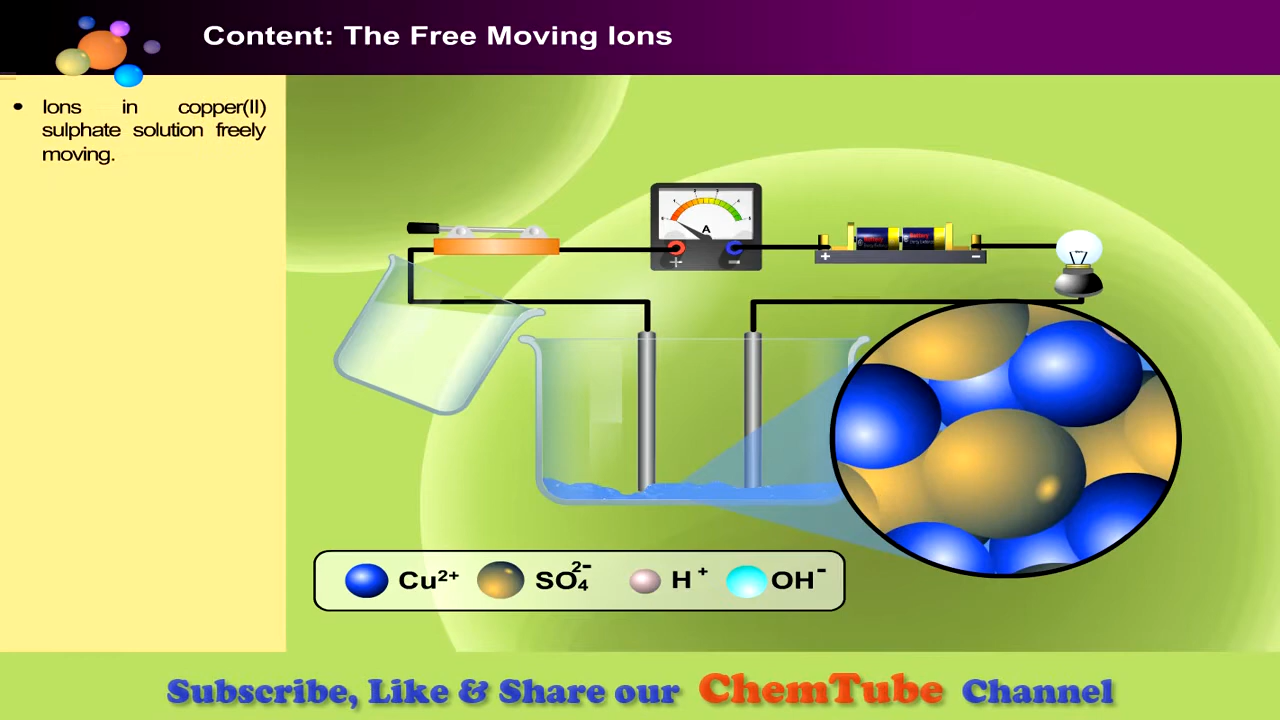 Content: The Free Moving Ions
• Ions in copper(II)
sulphate solution freely
moving.
A
+ −
+ −
Cu²⁺ SO₄²⁻ H⁺ OH⁻
Subscribe, Like & Share our ChemTube Channel